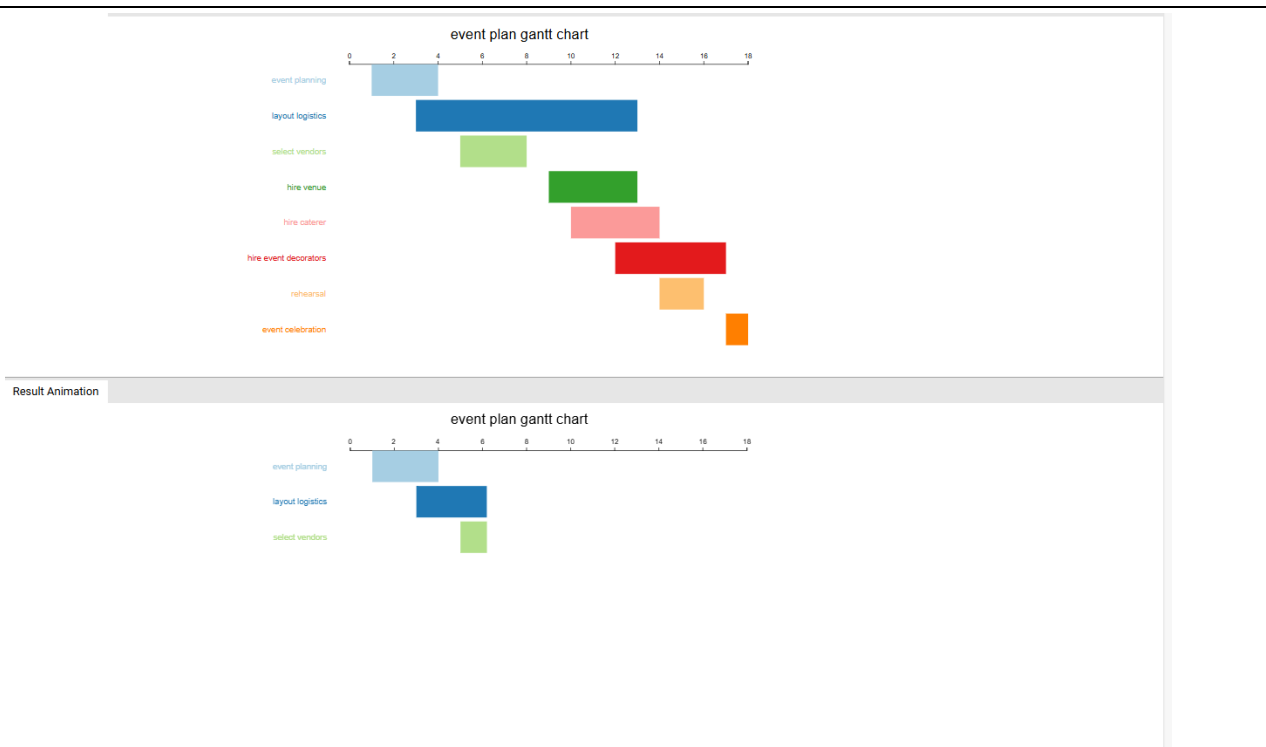 event plan gantt chart
0 2 4 6 8 10 12 14 16 18
event planning
layout logistics
select vendors
hire venue
hire caterer
hire event decorators
rehearsal
event celebration
Result Animation
event plan gantt chart
0 2 4 6 8 10 12 14 16 18
event planning
layout logistics
select vendors